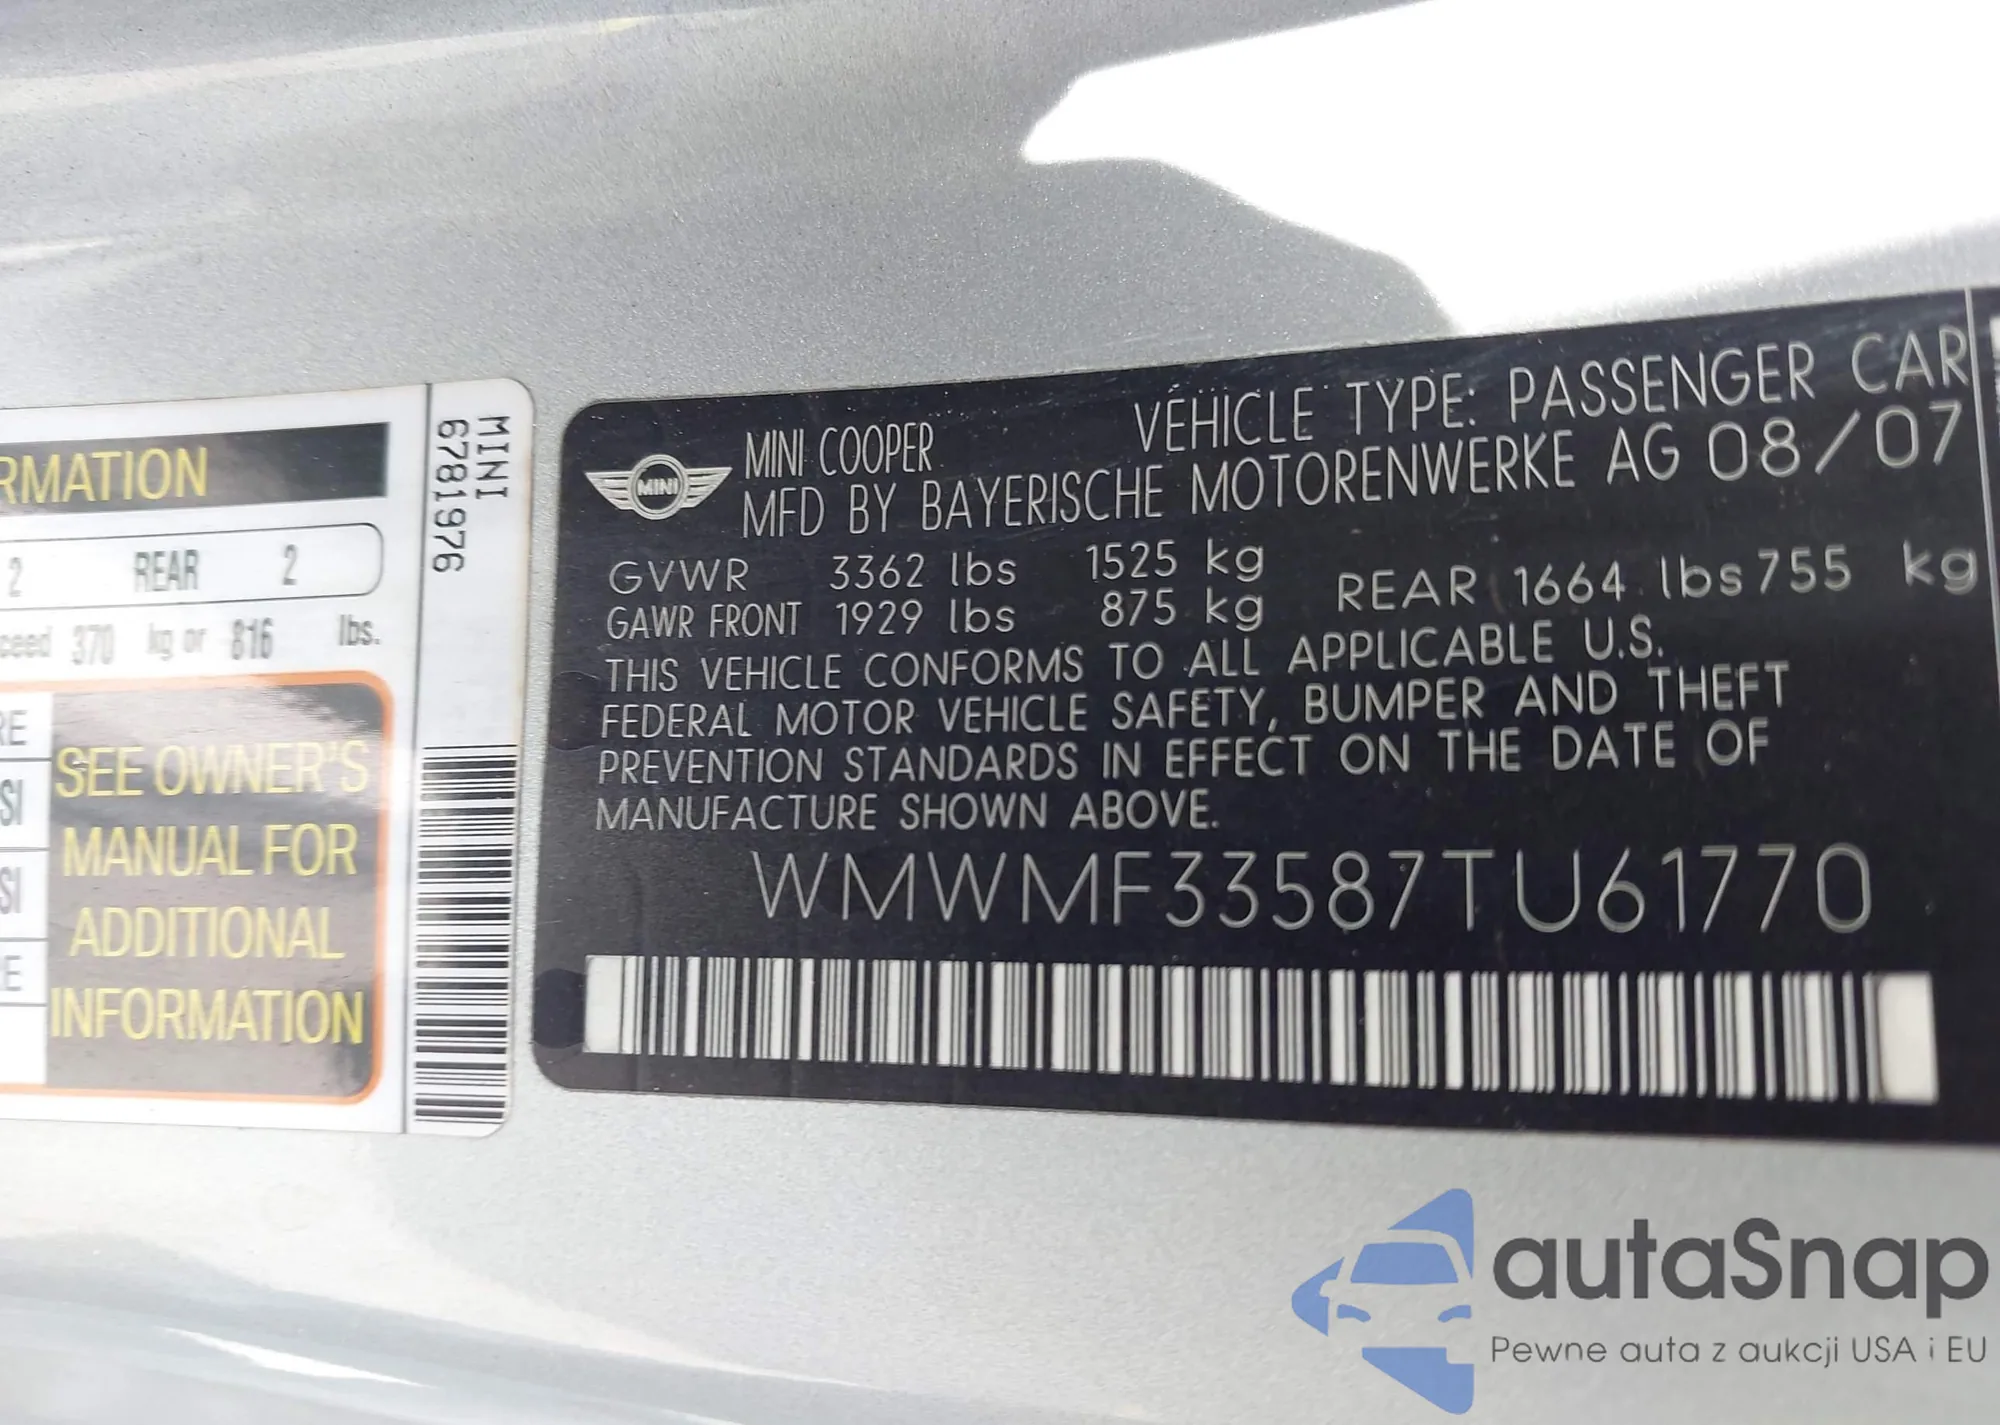 RMATION
2 REAR 2
ceed 370 kg or 816 lbs.
RE
SI
SI
RE
SEE OWNER'S
MANUAL FOR
ADDITIONAL
INFORMATION
MINI
6781976
MINI
MINI COOPER VEHICLE TYPE: PASSENGER CAR
MFD BY BAYERISCHE MOTORENWERKE AG 08/07
GVWR 3362 lbs 1525 kg
GAWR FRONT 1929 lbs 875 kg REAR 1664 lbs 755 kg
THIS VEHICLE CONFORMS TO ALL APPLICABLE U.S.
FEDERAL MOTOR VEHICLE SAFETY, BUMPER AND THEFT
PREVENTION STANDARDS IN EFFECT ON THE DATE OF
MANUFACTURE SHOWN ABOVE.
WMWMF33587TU61770
autaSnap
Pewne auta z aukcji USA i EU